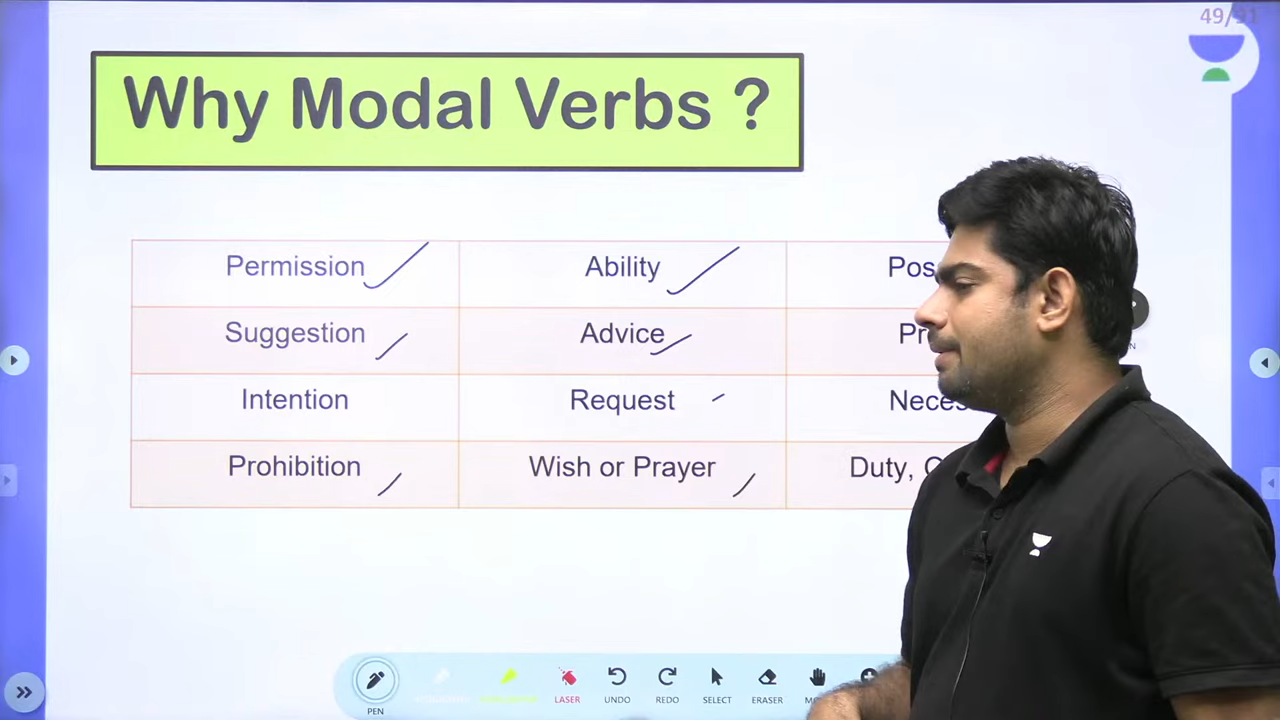 Why Modal Verbs ?
Permission Ability
Suggestion Advice
Intention Request
Prohibition Wish or Prayer Duty,
PEN LASER UNDO REDO SELECT ERASER